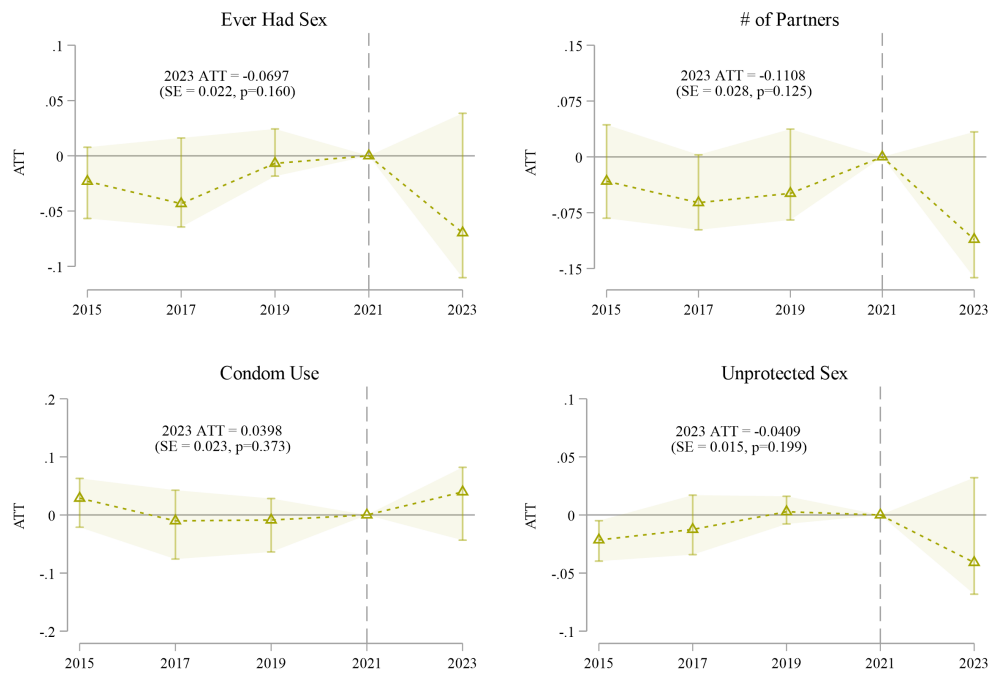 Ever Had Sex
.1
.05
0
-.05
-.1
ATT
2023 ATT = -0.0697
(SE = 0.022, p=0.160)
2015 2017 2019 2021 2023
# of Partners
.15
.075
0
-.075
-.15
ATT
2023 ATT = -0.1108
(SE = 0.028, p=0.125)
2015 2017 2019 2021 2023
Condom Use
.2
.1
0
-.1
-.2
ATT
2023 ATT = 0.0398
(SE = 0.023, p=0.373)
2015 2017 2019 2021 2023
Unprotected Sex
.1
.05
0
-.05
-.1
ATT
2023 ATT = -0.0409
(SE = 0.015, p=0.199)
2015 2017 2019 2021 2023